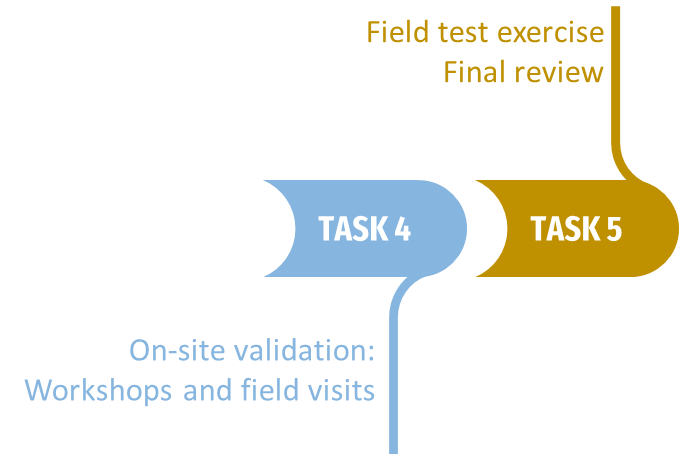 Field test exercise
Final review
TASK 4
TASK 5
On-site validation:
Workshops and field visits